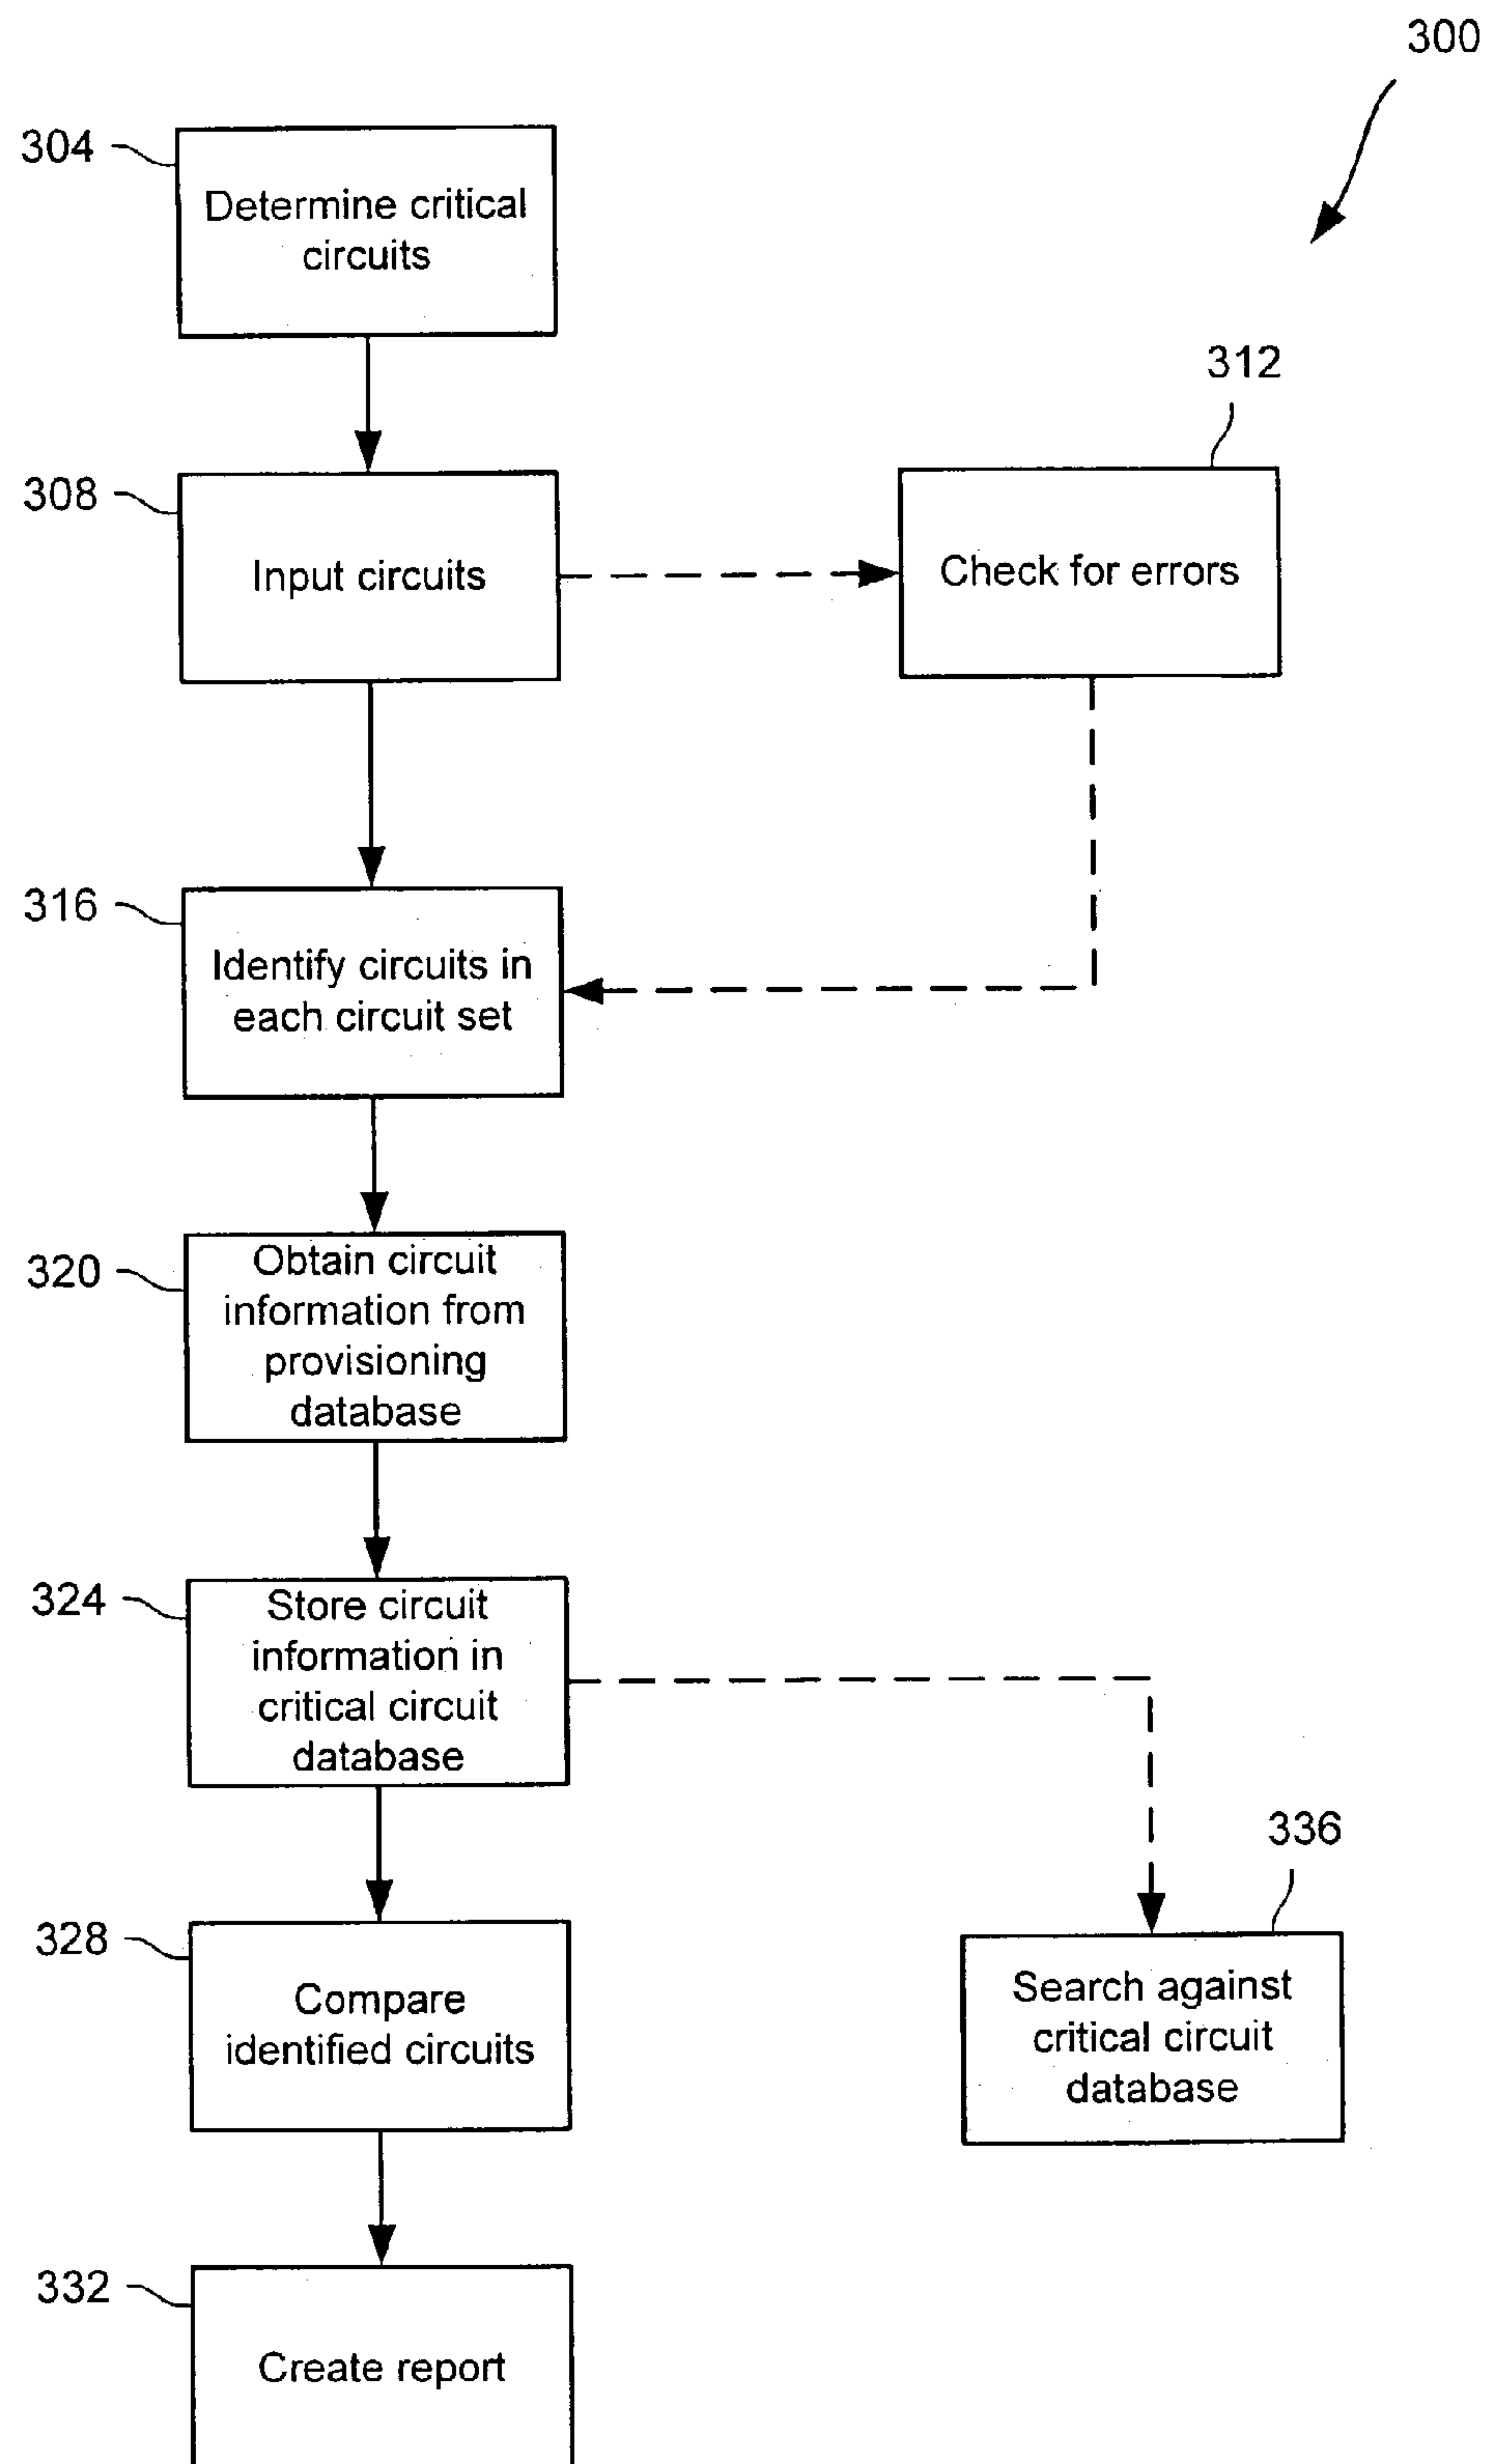 300
304
Determine critical
circuits
312
308
Input circuits
Check for errors
316
Identify circuits in
each circuit set
320
Obtain circuit
information from
provisioning
database
324
Store circuit
information in
critical circuit
database
336
328
Compare
identified circuits
Search against
critical circuit
database
332
Create report